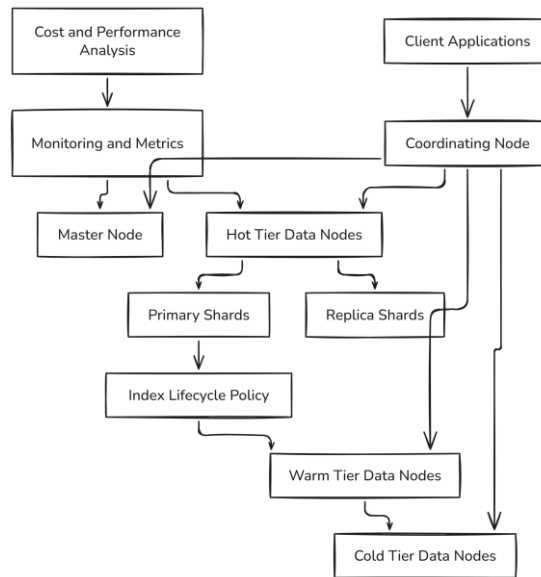 Cost and Performance
Analysis
Client Applications
Monitoring and Metrics
Coordinating Node
Master Node
Hot Tier Data Nodes
Primary Shards
Replica Shards
Index Lifecycle Policy
Warm Tier Data Nodes
Cold Tier Data Nodes